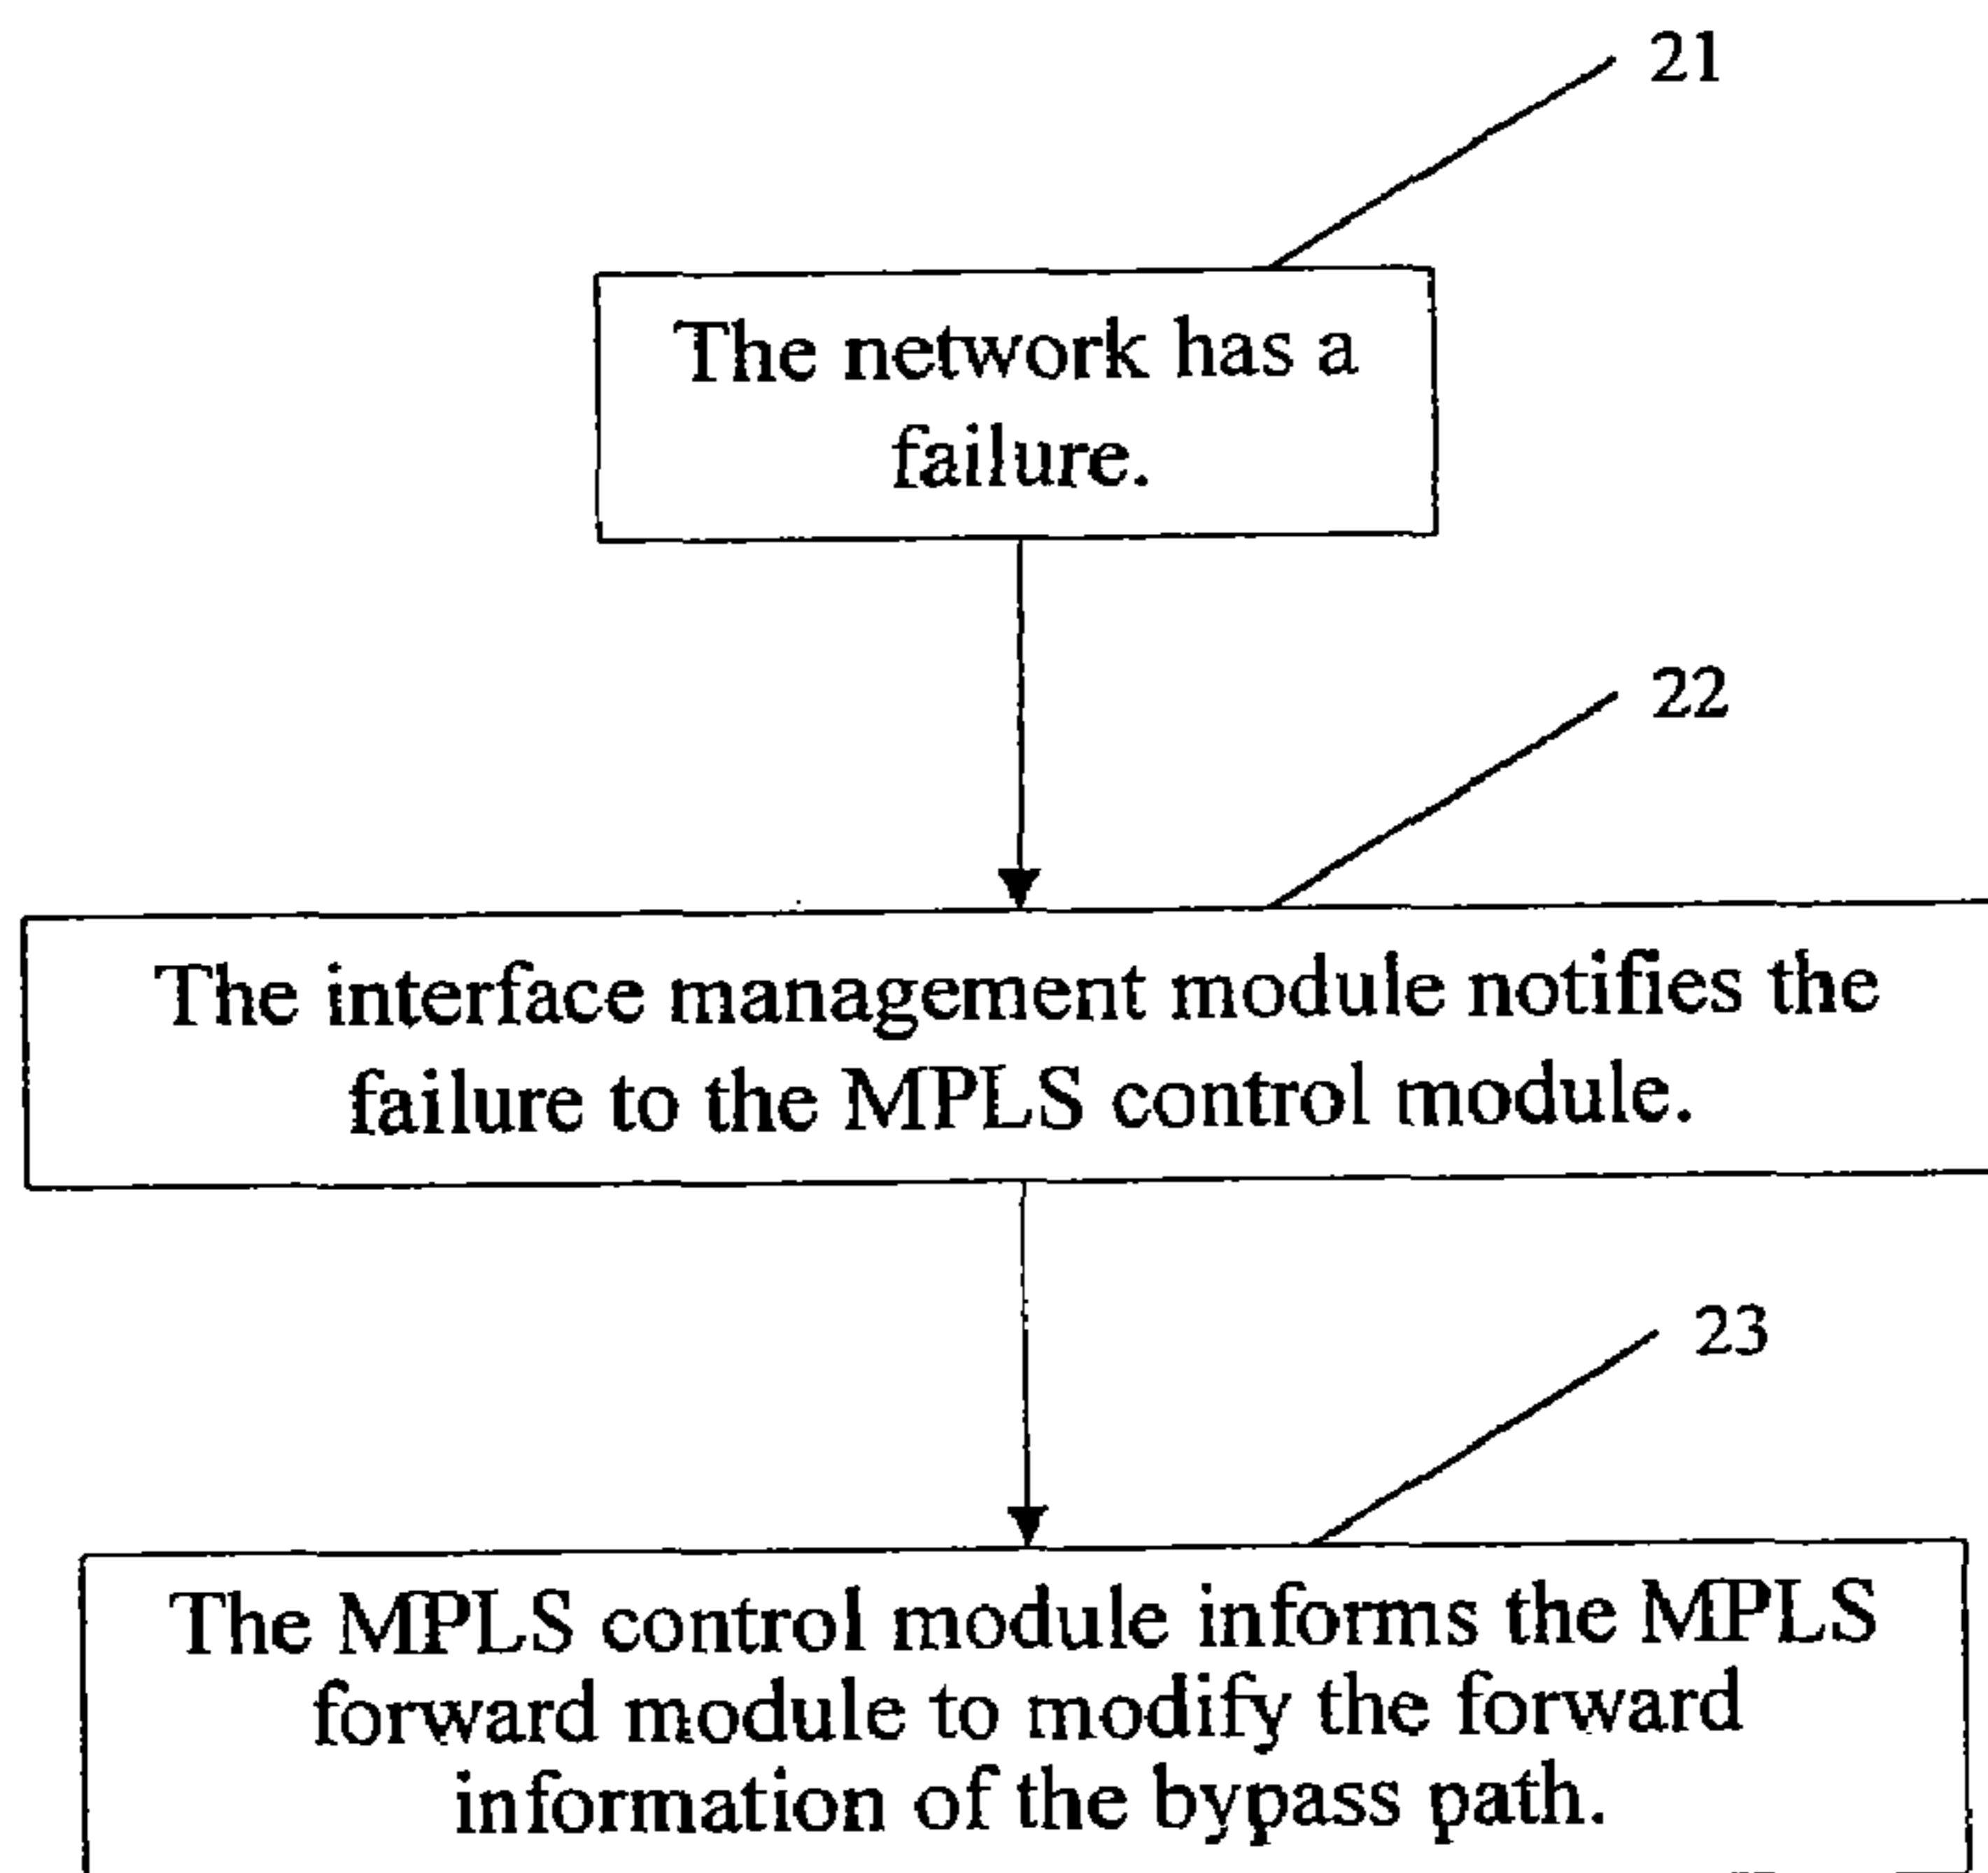 21
The network has a
failure.
22
The interface management module notifies the
failure to the MPLS control module.
23
The MPLS control module informs the MPLS
forward module to modify the forward
information of the bypass path.